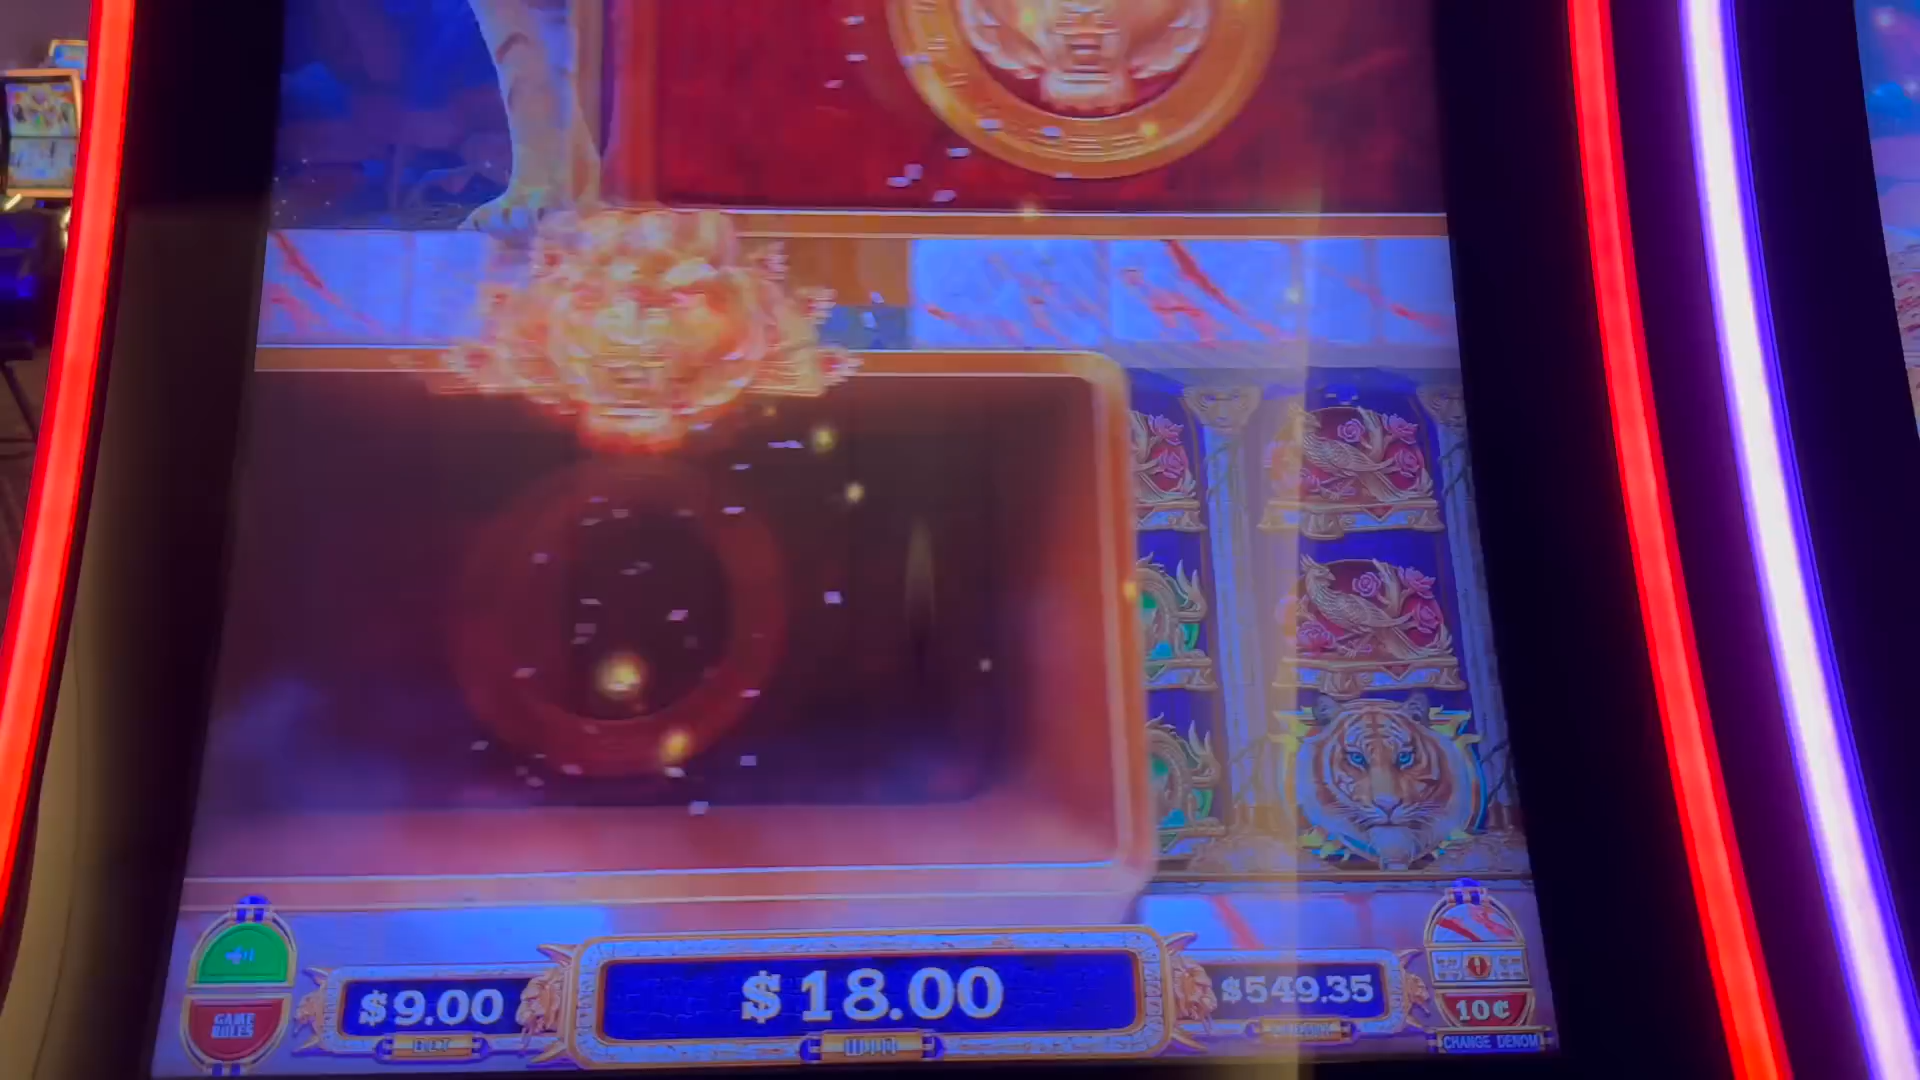 GAME
RULES
$9.00
BET
$18.00
WIN
$549.35
10¢
CHANGE DENOM